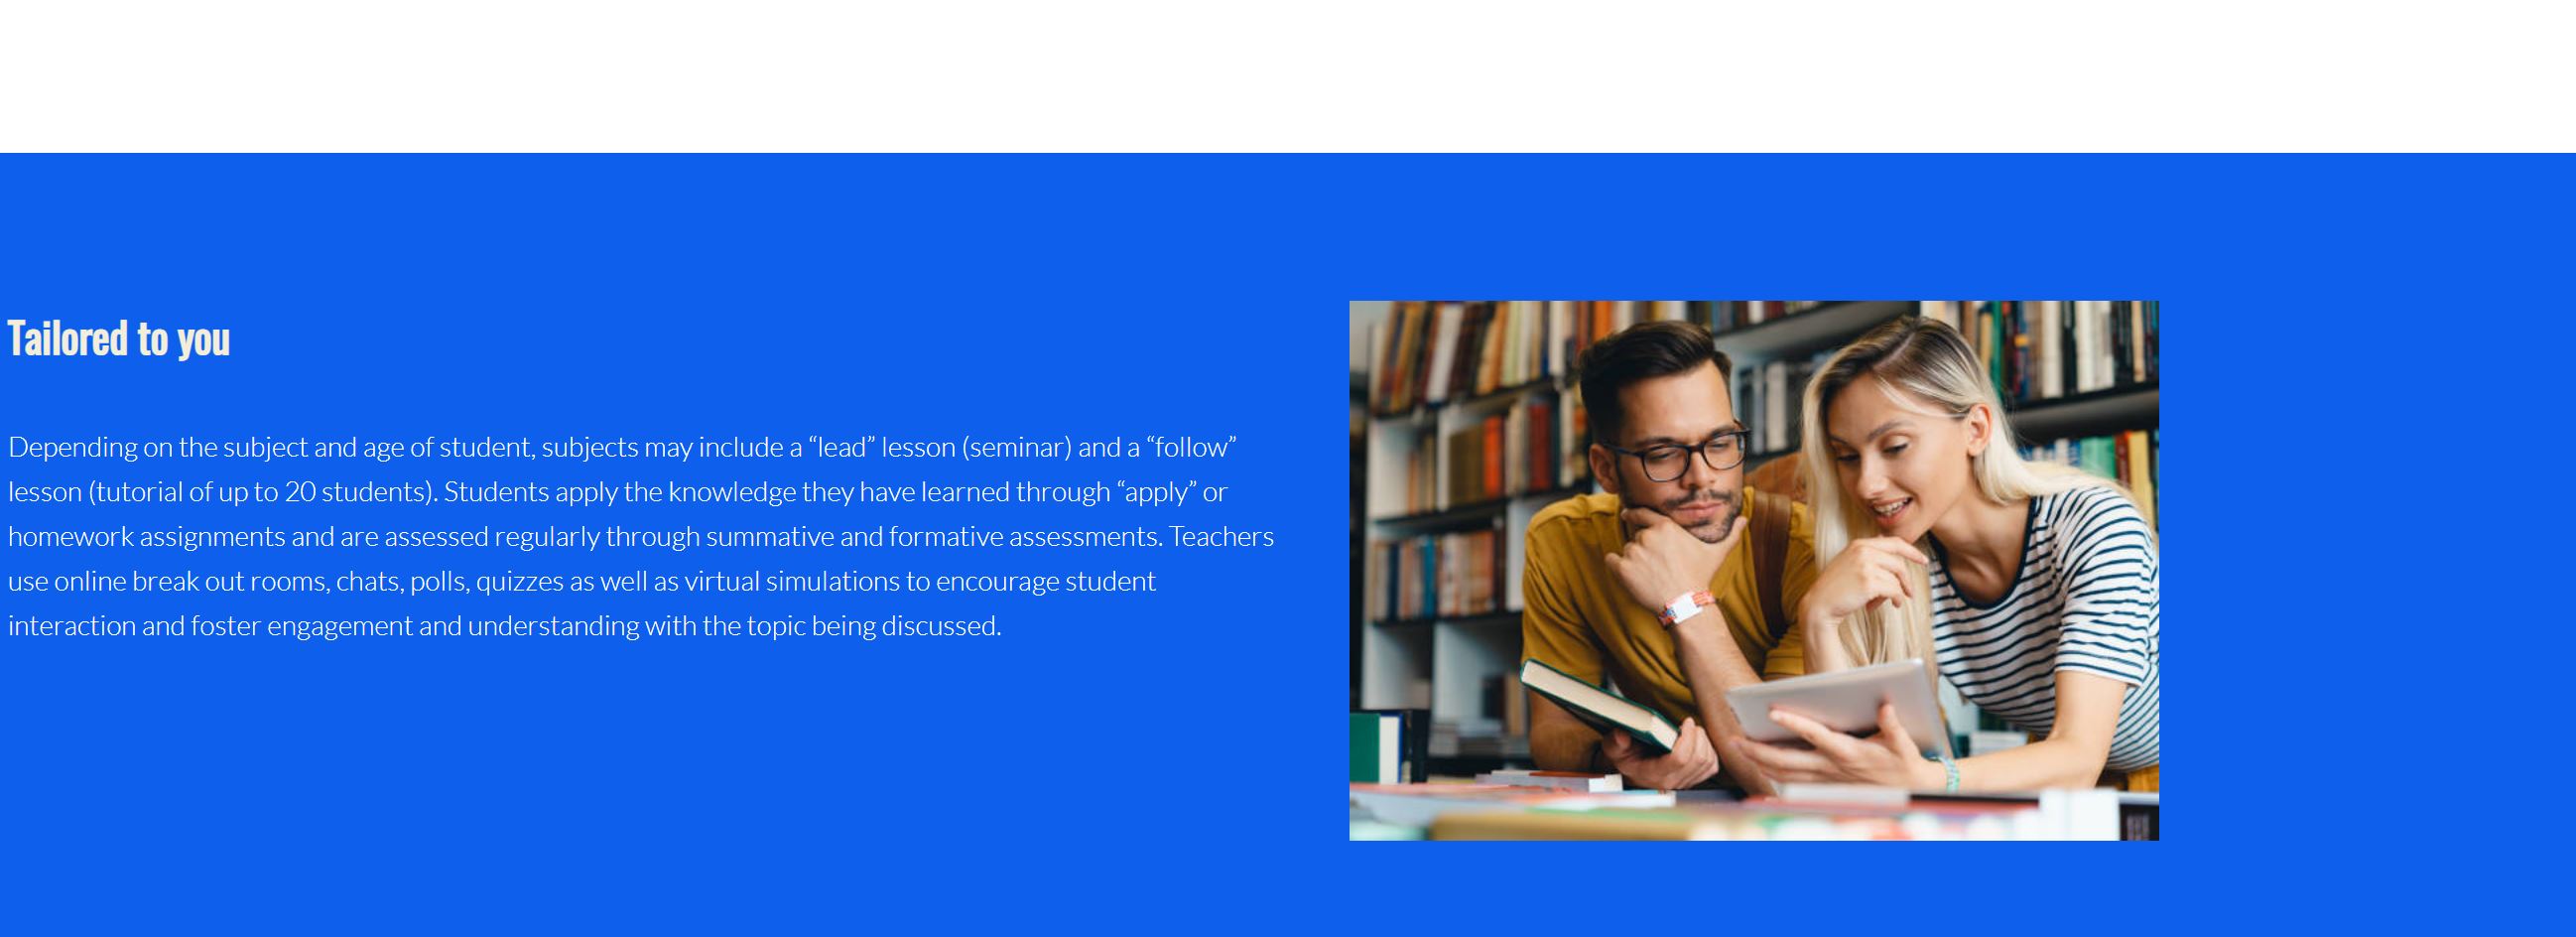 Tailored to you
Depending on the subject and age of student, subjects may include a “lead” lesson (seminar) and a “follow”
lesson (tutorial of up to 20 students). Students apply the knowledge they have learned through “apply” or
homework assignments and are assessed regularly through summative and formative assessments. Teachers
use online break out rooms, chats, polls, quizzes as well as virtual simulations to encourage student
interaction and foster engagement and understanding with the topic being discussed.